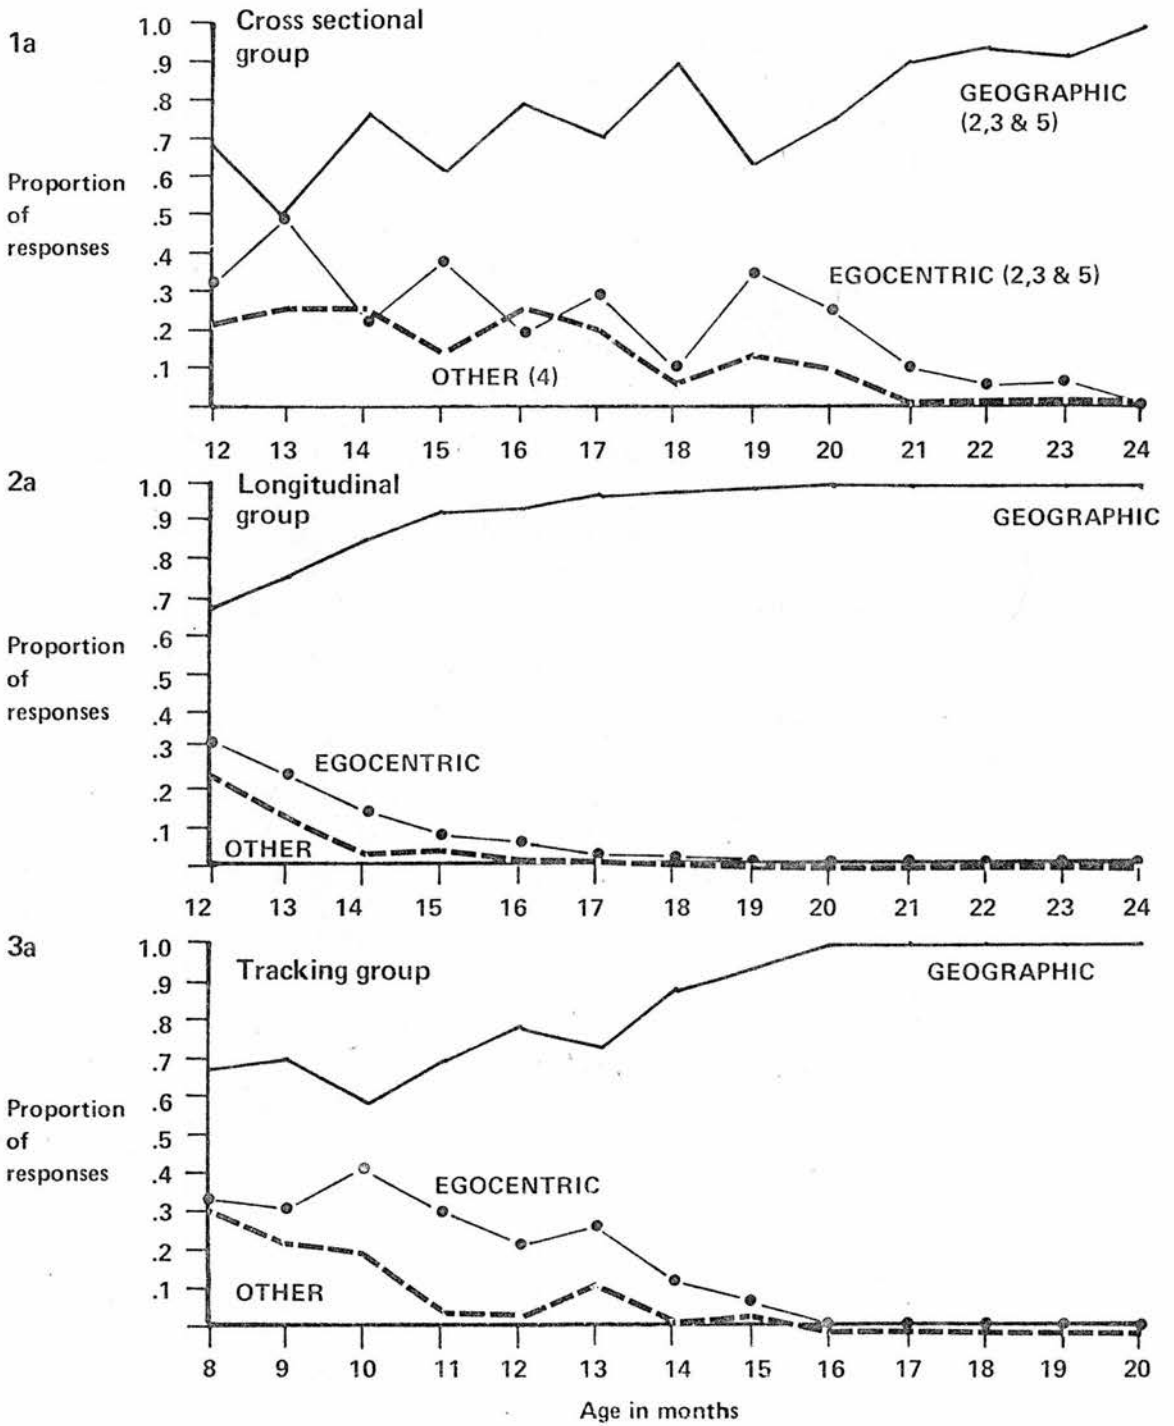 1a
Cross sectional
group
1.0
.9
.8
.7
.6
.5
.4
.3
.2
.1
Proportion
of
responses
GEOGRAPHIC
(2,3 & 5)
EGOCENTRIC (2,3 & 5)
OTHER (4)
12 13 14 15 16 17 18 19 20 21 22 23 24
2a
Longitudinal
group
1.0
.9
.8
.7
.6
.5
.4
.3
.2
.1
Proportion
of
responses
GEOGRAPHIC
EGOCENTRIC
OTHER
12 13 14 15 16 17 18 19 20 21 22 23 24
3a
Tracking group
1.0
.9
.8
.7
.6
.5
.4
.3
.2
.1
Proportion
of
responses
GEOGRAPHIC
EGOCENTRIC
OTHER
8 9 10 11 12 13 14 15 16 17 18 19 20
Age in months